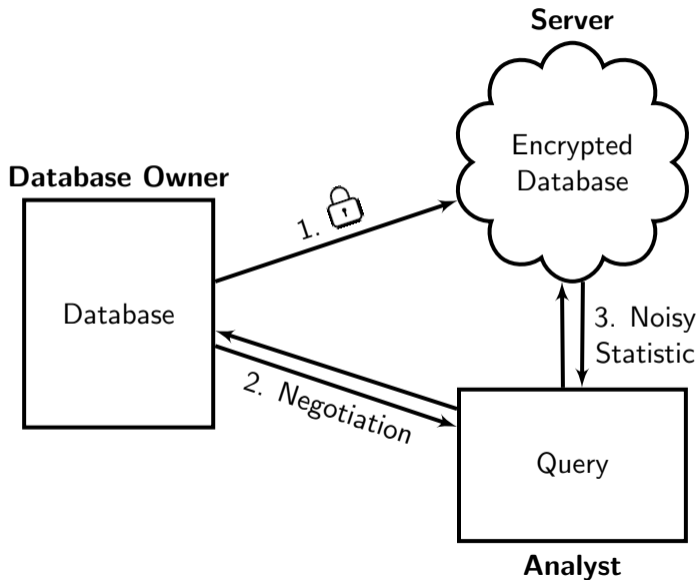 Server
Encrypted
Database
Database Owner
1.
Database
3. Noisy
Statistic
2. Negotiation
Query
Analyst